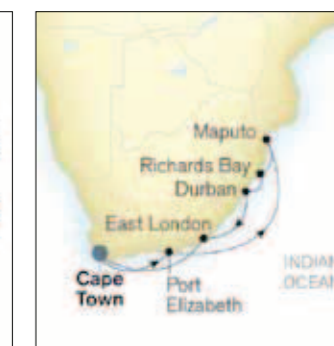 Maputo
Richards Bay
Durban
East London
INDIAN
OCEAN
Cape
Town
Port
Elizabeth